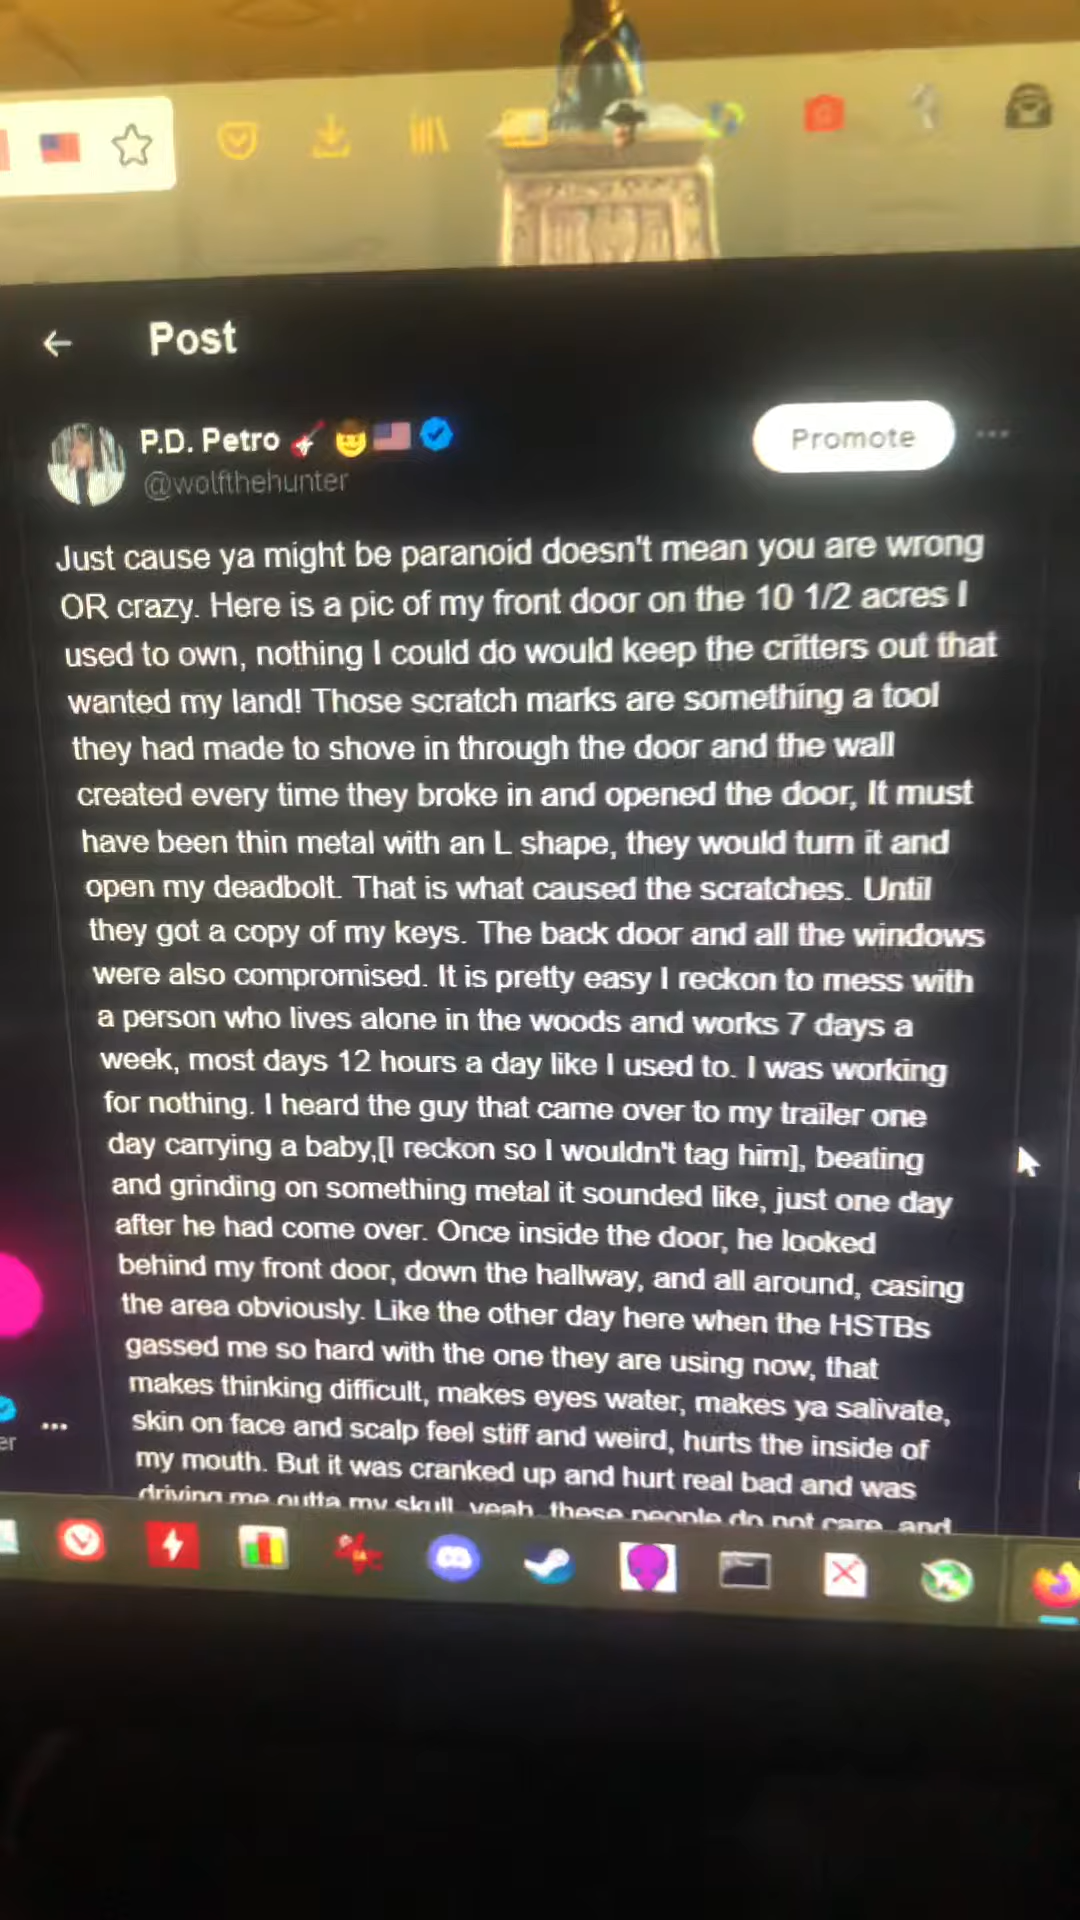 Post
P.D. Petro 🎸 🤠 🇺🇸
Promote
@wolfthehunter
Just cause ya might be paranoid doesn't mean you are wrong
OR crazy. Here is a pic of my front door on the 10 1/2 acres I
used to own, nothing I could do would keep the critters out that
wanted my land! Those scratch marks are something a tool
they had made to shove in through the door and the wall
created every time they broke in and opened the door, It must
have been thin metal with an L shape, they would turn it and
open my deadbolt. That is what caused the scratches. Until
they got a copy of my keys. The back door and all the windows
were also compromised. It is pretty easy I reckon to mess with
a person who lives alone in the woods and works 7 days a
week, most days 12 hours a day like I used to. I was working
for nothing. I heard the guy that came over to my trailer one
day carrying a baby,[I reckon so I wouldn't tag him], beating
and grinding on something metal it sounded like, just one day
after he had come over. Once inside the door, he looked
behind my front door, down the hallway, and all around, casing
the area obviously. Like the other day here when the HSTBs
gassed me so hard with the one they are using now, that
makes thinking difficult, makes eyes water, makes ya salivate,
skin on face and scalp feel stiff and weird, hurts the inside of
my mouth. But it was cranked up and hurt real bad and was
driving me outta my skull, yeah, these people do not care, and
er